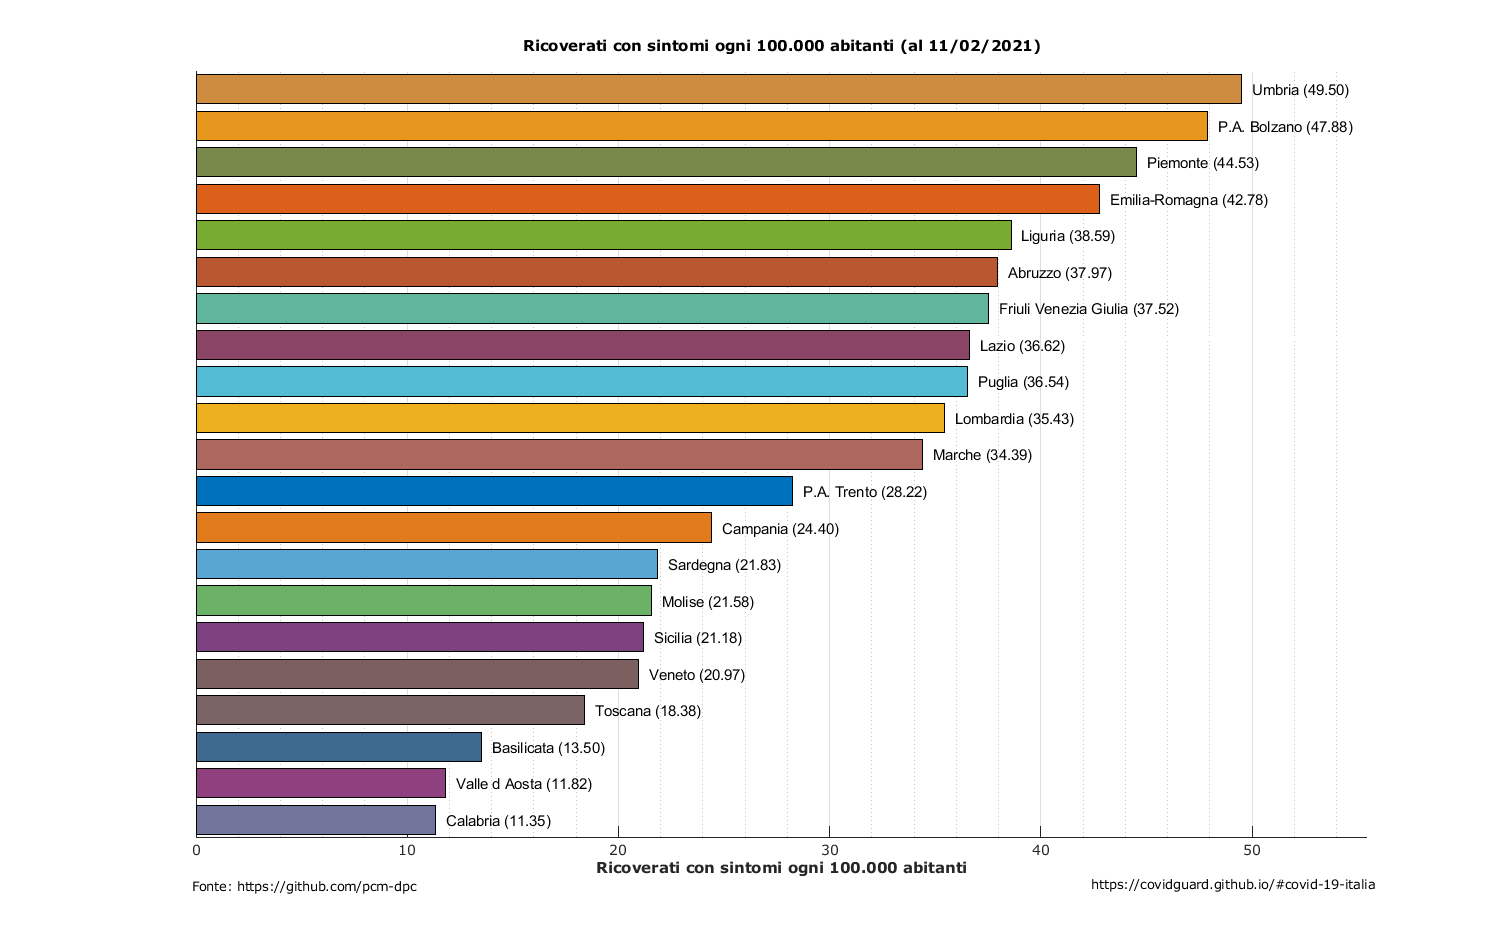 Ricoverati con sintomi ogni 100.000 abitanti (al 11/02/2021)
Umbria (49.50)
P.A. Bolzano (47.88)
Piemonte (44.53)
Emilia-Romagna (42.78)
Liguria (38.59)
Abruzzo (37.97)
Friuli Venezia Giulia (37.52)
Lazio (36.62)
Puglia (36.54)
Lombardia (35.43)
Marche (34.39)
P.A. Trento (28.22)
Campania (24.40)
Sardegna (21.83)
Molise (21.58)
Sicilia (21.18)
Veneto (20.97)
Toscana (18.38)
Basilicata (13.50)
Valle d Aosta (11.82)
Calabria (11.35)
0 10 20 30 40 50
Ricoverati con sintomi ogni 100.000 abitanti
Fonte: https://github.com/pcm-dpc
https://covidguard.github.io/#covid-19-italia